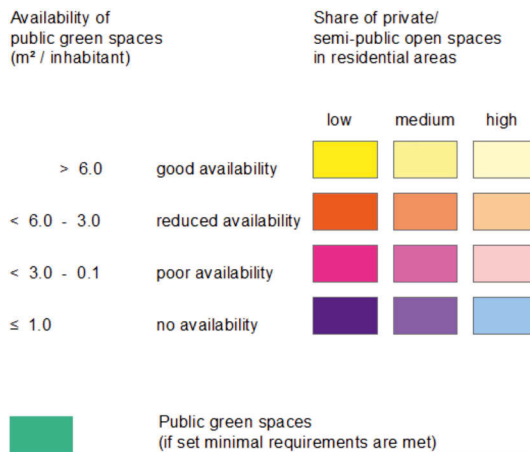 Availability of
public green spaces
(m² / inhabitant)
Share of private/
semi-public open spaces
in residential areas
low medium high
> 6.0 good availability
< 6.0 - 3.0 reduced availability
< 3.0 - 0.1 poor availability
≤ 1.0 no availability
Public green spaces
(if set minimal requirements are met)